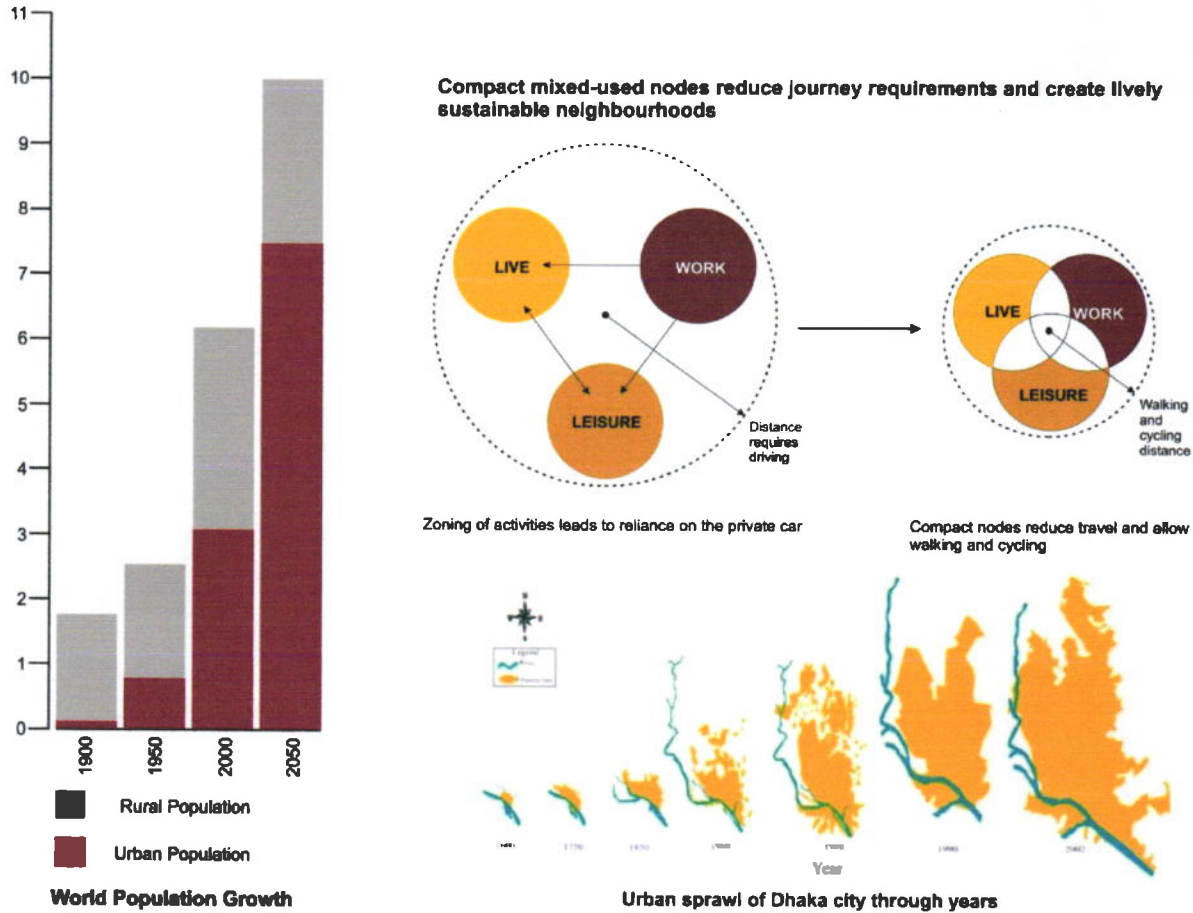 11
10
9
8
7
6
5
4
3
2
1
0
1900
1950
2000
2050
Rural Population
Urban Population
World Population Growth
Compact mixed-used nodes reduce journey requirements and create lively
sustainable neighbourhoods
LIVE
WORK
LEISURE
Distance
requires
driving
LIVE
WORK
LEISURE
Walking
and
cycling
distance
Zoning of activities leads to reliance on the private car
Compact nodes reduce travel and allow
walking and cycling
Legend
Year
Urban sprawl of Dhaka city through years